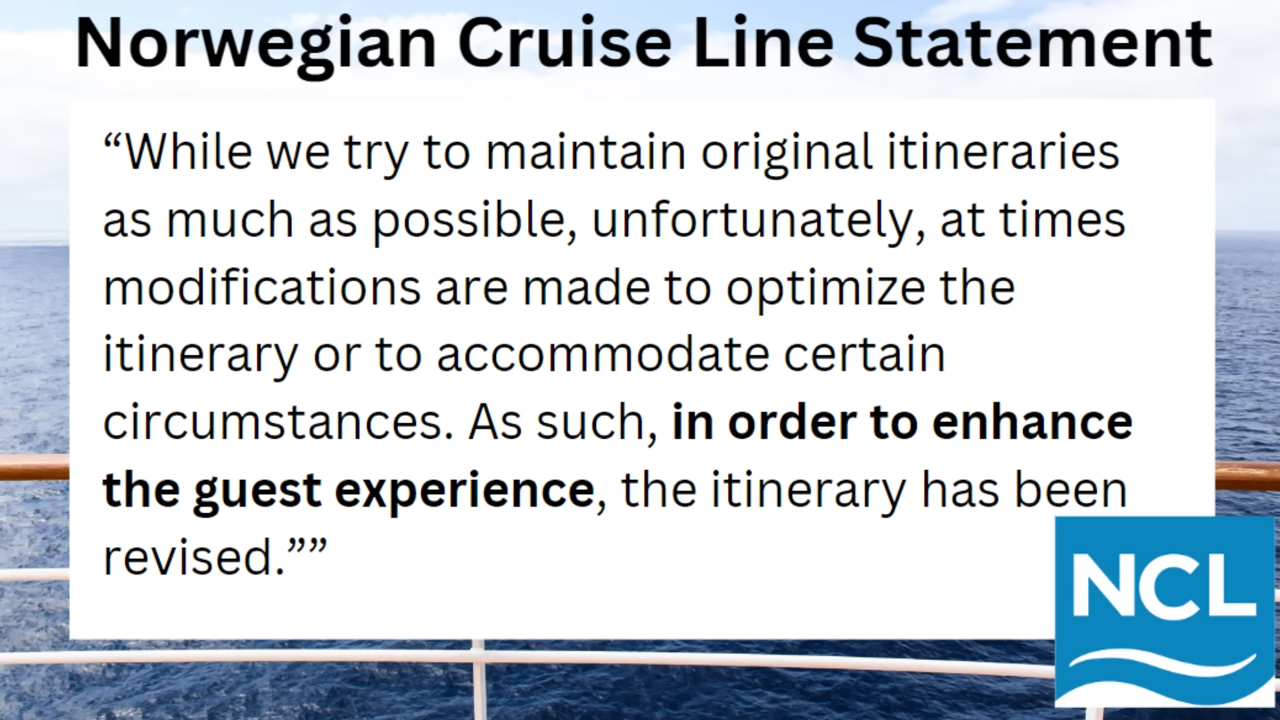 Norwegian Cruise Line Statement
“While we try to maintain original itineraries
as much as possible, unfortunately, at times
modifications are made to optimize the
itinerary or to accommodate certain
circumstances. As such, in order to enhance
the guest experience, the itinerary has been
revised.””
NCL